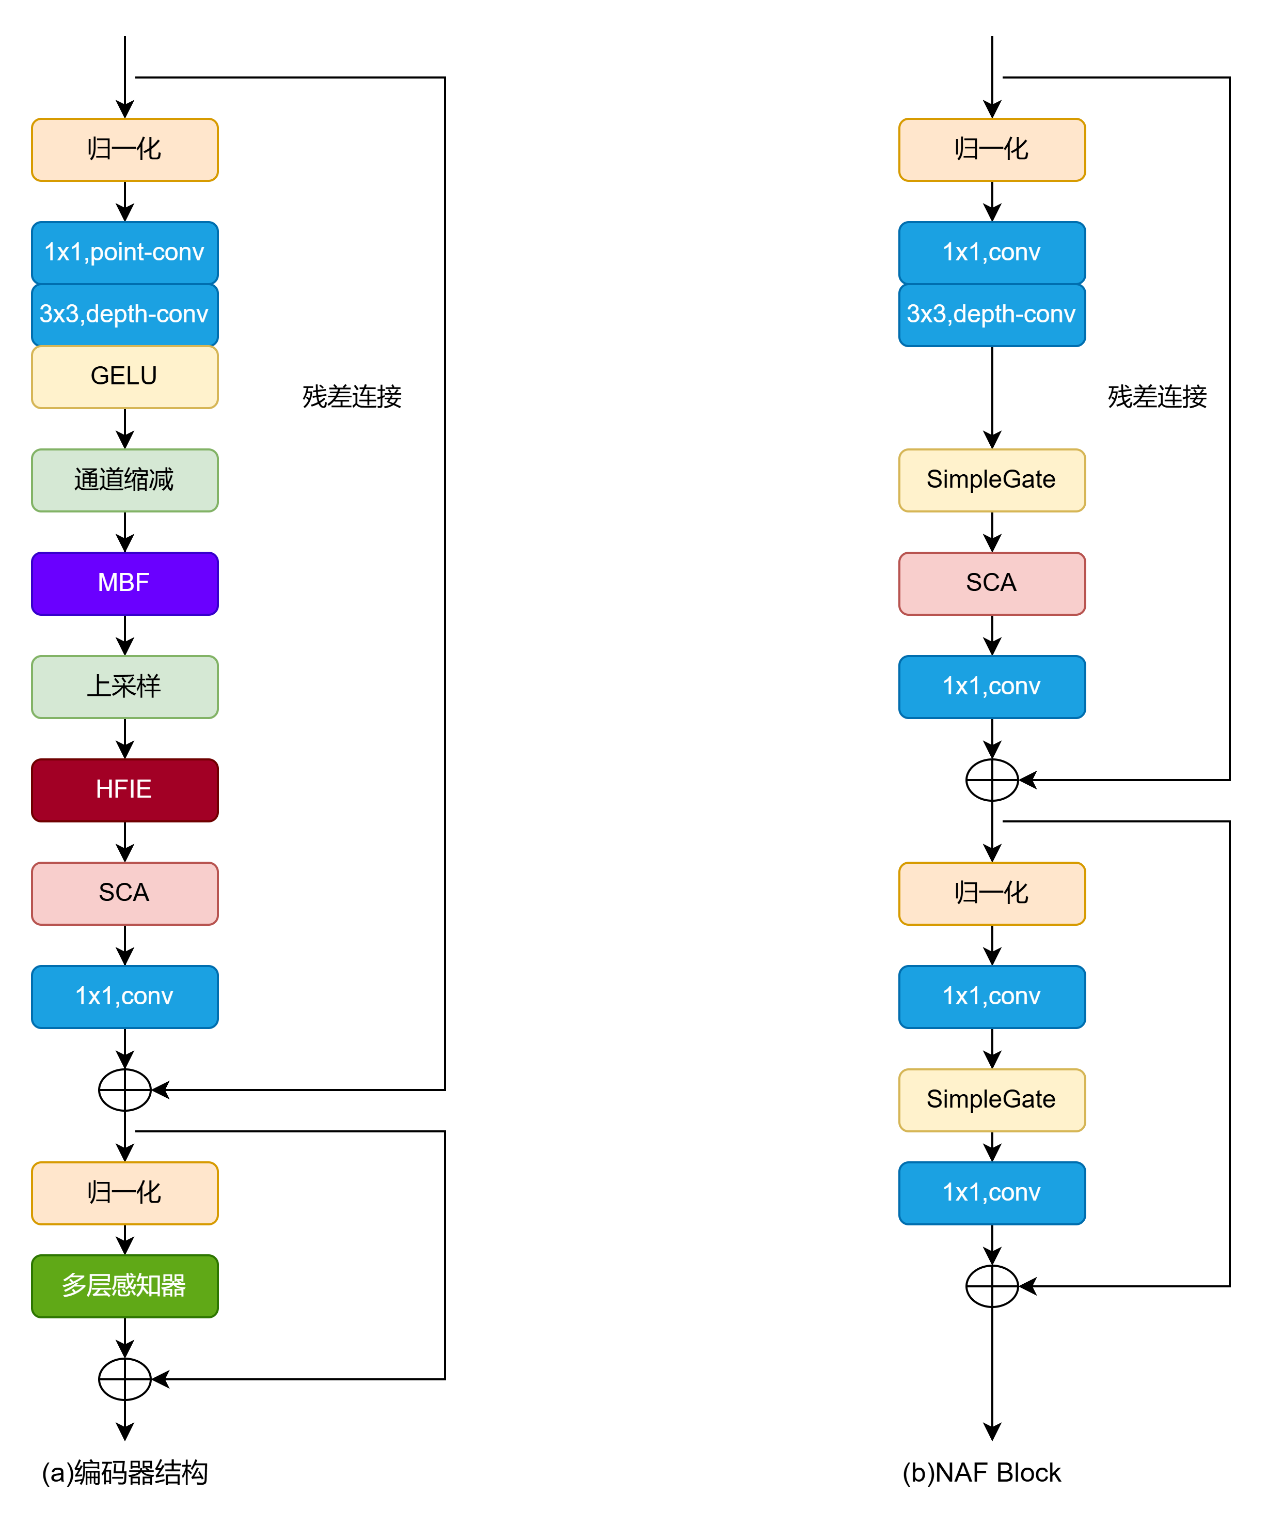 归一化
1x1,point-conv
3x3,depth-conv
GELU
残差连接
通道缩减
MBF
上采样
HFIE
SCA
1x1,conv
归一化
多层感知器
(a)编码器结构
归一化
1x1,conv
3x3,depth-conv
残差连接
SimpleGate
SCA
1x1,conv
归一化
1x1,conv
SimpleGate
1x1,conv
(b)NAF Block